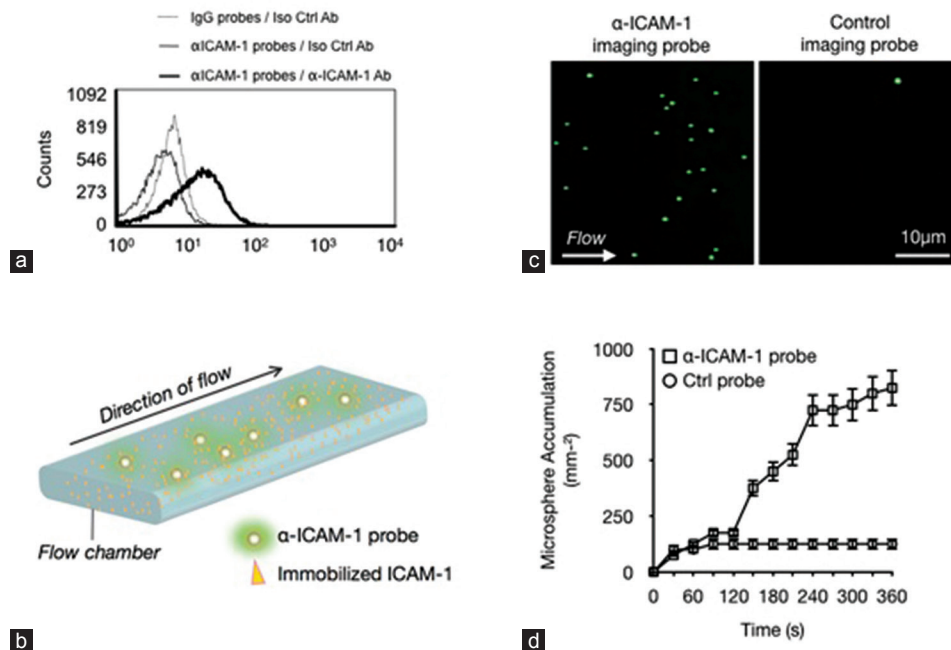 IgG probes / Iso Ctrl Ab
αICAM-1 probes / Iso Ctrl Ab
αICAM-1 probes / α-ICAM-1 Ab
1092
819
546
273
0
Counts
10⁰
10¹
10²
10³
10⁴
a
α-ICAM-1
imaging probe
Control
imaging probe
Flow
10μm
c
Direction of flow
Flow chamber
α-ICAM-1 probe
Immobilized ICAM-1
b
α-ICAM-1 probe
Ctrl probe
1000
750
500
250
0
Microsphere Accumulation
(mm-²)
0
60
120
180
240
300
360
Time (s)
d